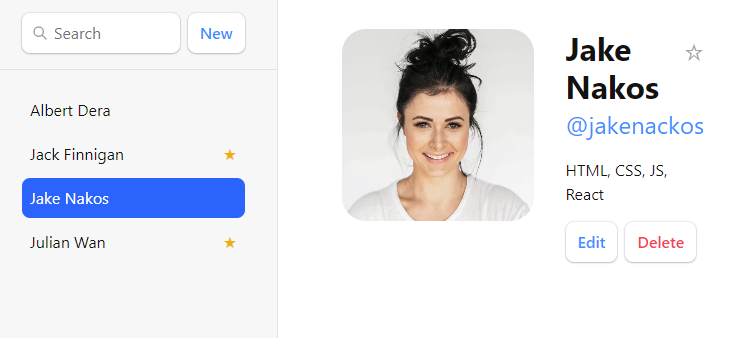 Search
New
Albert Dera
Jack Finnigan
Jake Nakos
Julian Wan
Jake
Nakos
@jakenackos
HTML, CSS, JS,
React
Edit
Delete